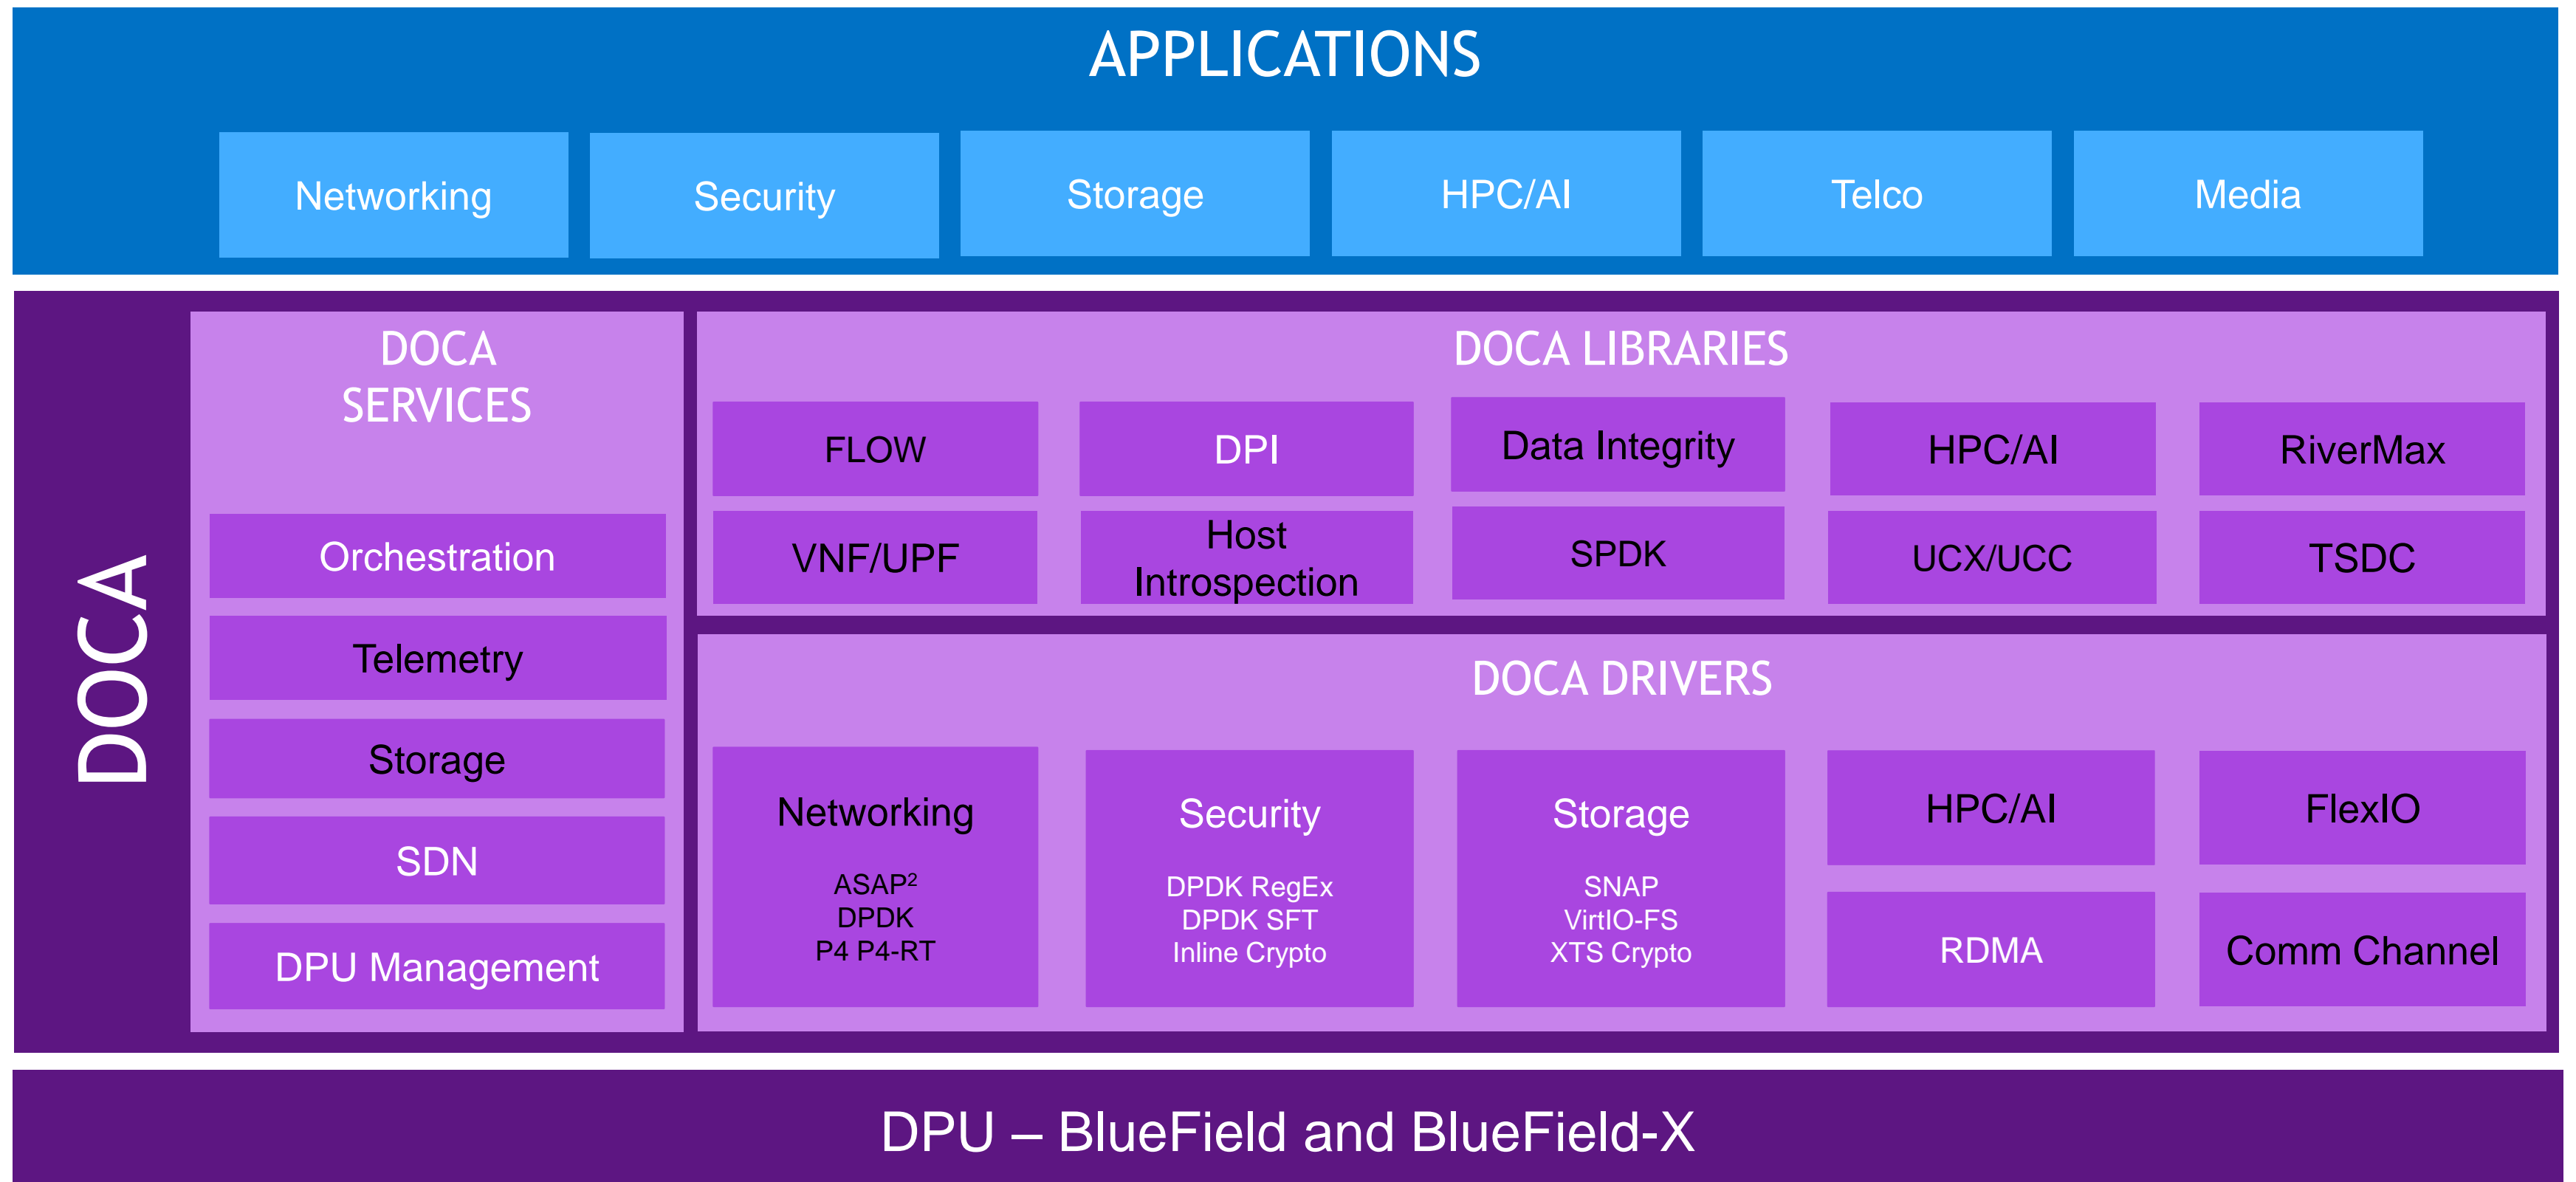 APPLICATIONS
Networking
Security
Storage
HPC/AI
Telco
Media
DOCA
DOCA
SERVICES
Orchestration
Telemetry
Storage
SDN
DPU Management
DOCA LIBRARIES
FLOW
DPI
Data Integrity
HPC/AI
RiverMax
VNF/UPF
Host
Introspection
SPDK
UCX/UCC
TSDC
DOCA DRIVERS
Networking
ASAP²
DPDK
P4 P4-RT
Security
DPDK RegEx
DPDK SFT
Inline Crypto
Storage
SNAP
VirtIO-FS
XTS Crypto
HPC/AI
FlexIO
RDMA
Comm Channel
DPU – BlueField and BlueField-X